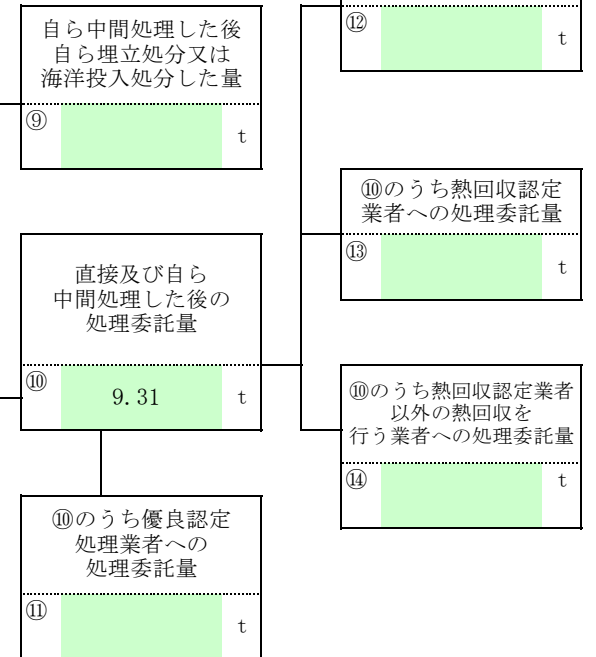 自ら中間処理した後
自ら埋立処分又は
海洋投入処分した量
⑨
t
直接及び自ら
中間処理した後の
処理委託量
⑩
9.31
t
⑩のうち優良認定
処理業者への
処理委託量
⑪
t
⑫
t
⑩のうち熱回収認定
業者への処理委託量
⑬
t
⑩のうち熱回収認定業者
以外の熱回収を
行う業者への処理委託量
⑭
t